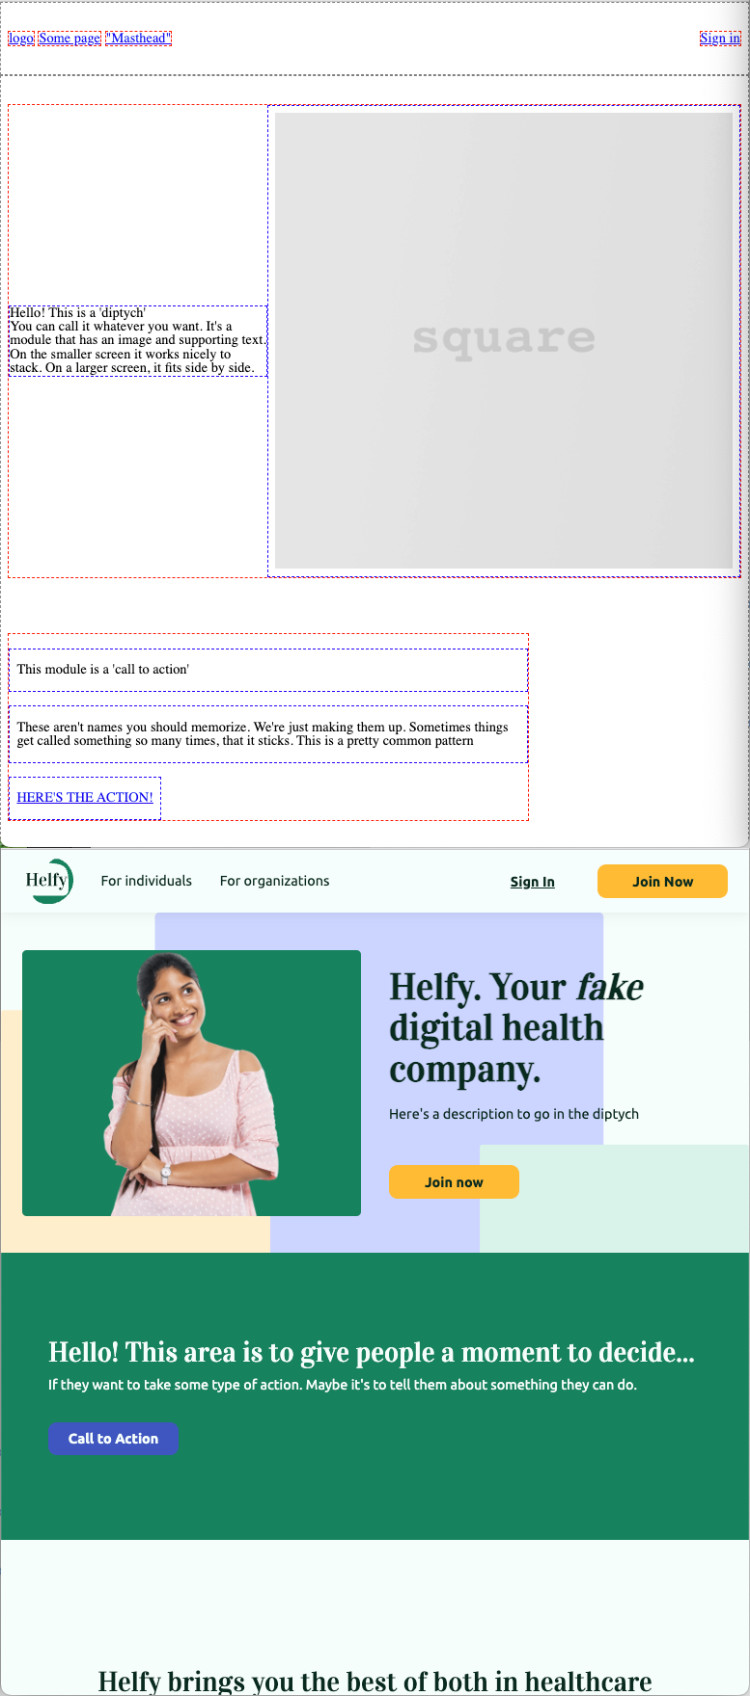 logo Some page "Masthead" Sign in
square
Hello! This is a 'diptych'
You can call it whatever you want. It's a
module that has an image and supporting text.
On the smaller screen it works nicely to
stack. On a larger screen, it fits side by side.
This module is a 'call to action'
These aren't names you should memorize. We're just making them up. Sometimes things
get called something so many times, that it sticks. This is a pretty common pattern
HERE'S THE ACTION!
Helfy For individuals For organizations Sign In Join Now
Helfy. Your fake
digital health
company.
Here's a description to go in the diptych
Join now
Hello! This area is to give people a moment to decide...
If they want to take some type of action. Maybe it's to tell them about something they can do.
Call to Action
Helfy brings you the best of both in healthcare